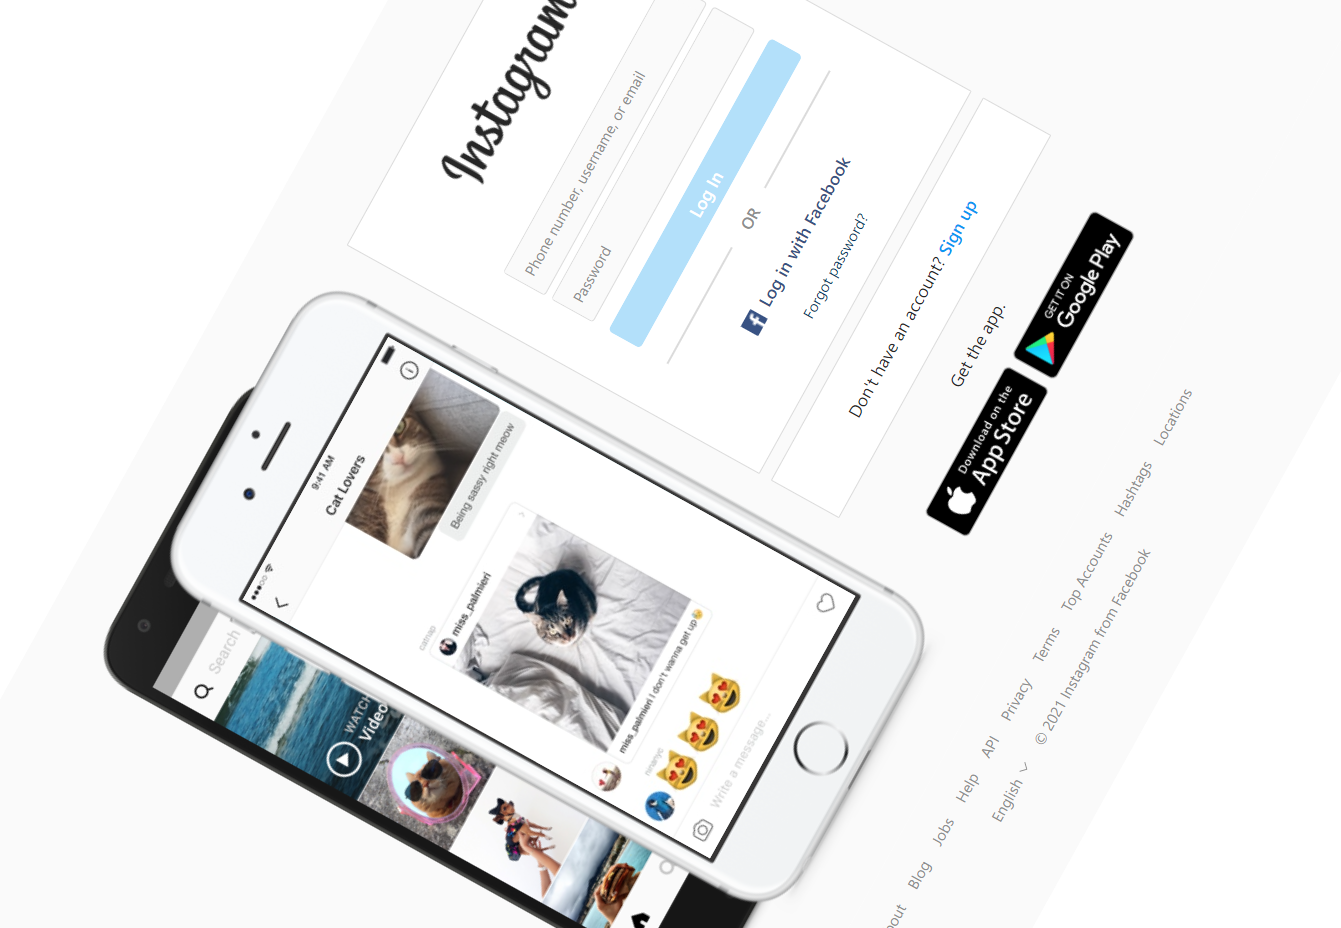 Instagram
Phone number, username, or email
Password
Log In
OR
Log in with Facebook
Forgot password?
Don't have an account? Sign up
Get the app.
Download on the
App Store
GET IT ON
Google Play
9:41 AM
Cat Lovers
Being sassy right meow
catnap
miss_palmieri
miss_palmieri I don't wanna get up😢
Write a message...
Search
WATCH
Video
Blog Jobs Help API Privacy Terms Top Accounts Hashtags Locations
English © 2021 Instagram from Facebook